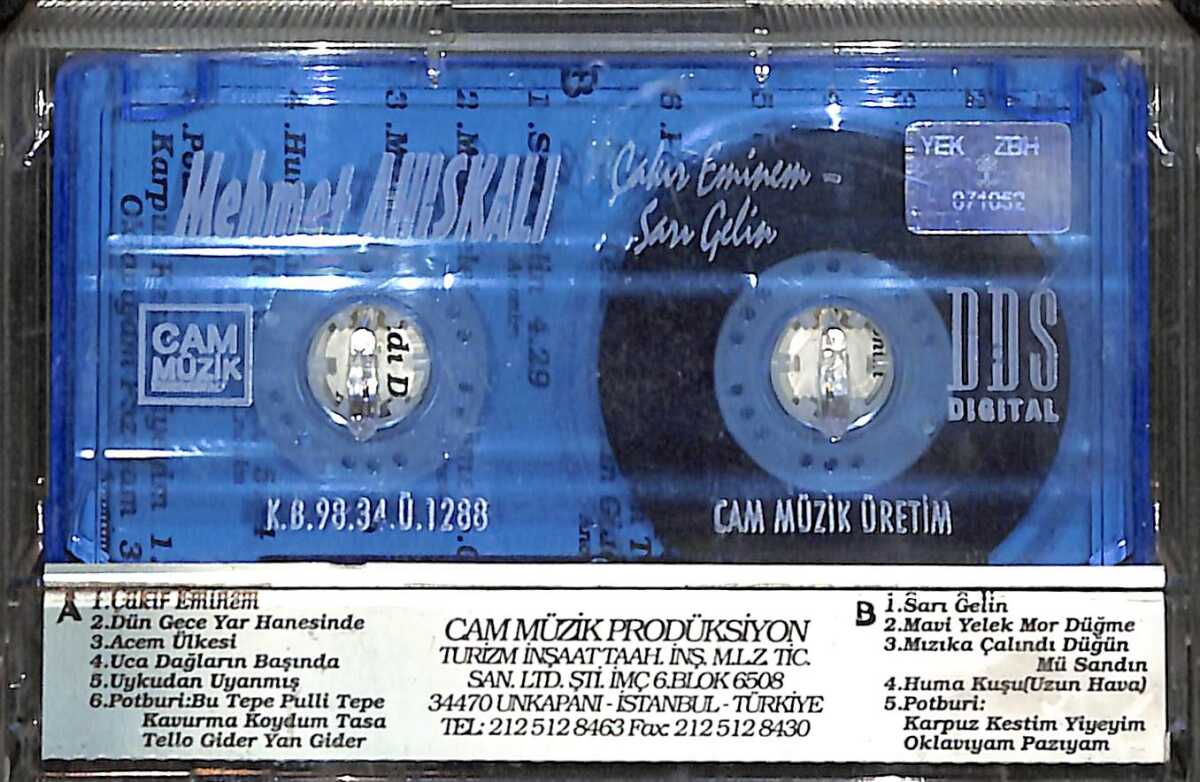 Mehmet AHISKALI
Çakır Eminem -
Sarı Gelin
YEK ZBH
071052
CAM
MÜZİK
DDS
DIGITAL
K.B.98.34.Ü.1288
CAM MÜZİK ÜRETİM
A
1.Çakır Eminem
2.Dün Gece Yar Hanesinde
3.Acem Ülkesi
4.Uca Dağların Başında
5.Uykudan Uyanmış
6.Potburi:Bu Tepe Pulli Tepe
Kavurma Koydum Tasa
Tello Gider Yan Gider
CAM MÜZİK PRODÜKSİYON
TURİZM İNŞAAT TAAH. İNŞ. M.L.Z. TİC.
SAN. LTD. ŞTİ. İMÇ 6.BLOK 6508
34470 UNKAPANI - İSTANBUL - TÜRKİYE
TEL: 212 512 8463 Fax: 212 512 8430
B
1.Sarı Gelin
2.Mavi Yelek Mor Düğme
3.Mızıka Çalındı Düğün
Mü Sandın
4.Huma Kuşu(Uzun Hava)
5.Potburi:
Karpuz Kestim Yiyeyim
Oklavıyam Pazıyam